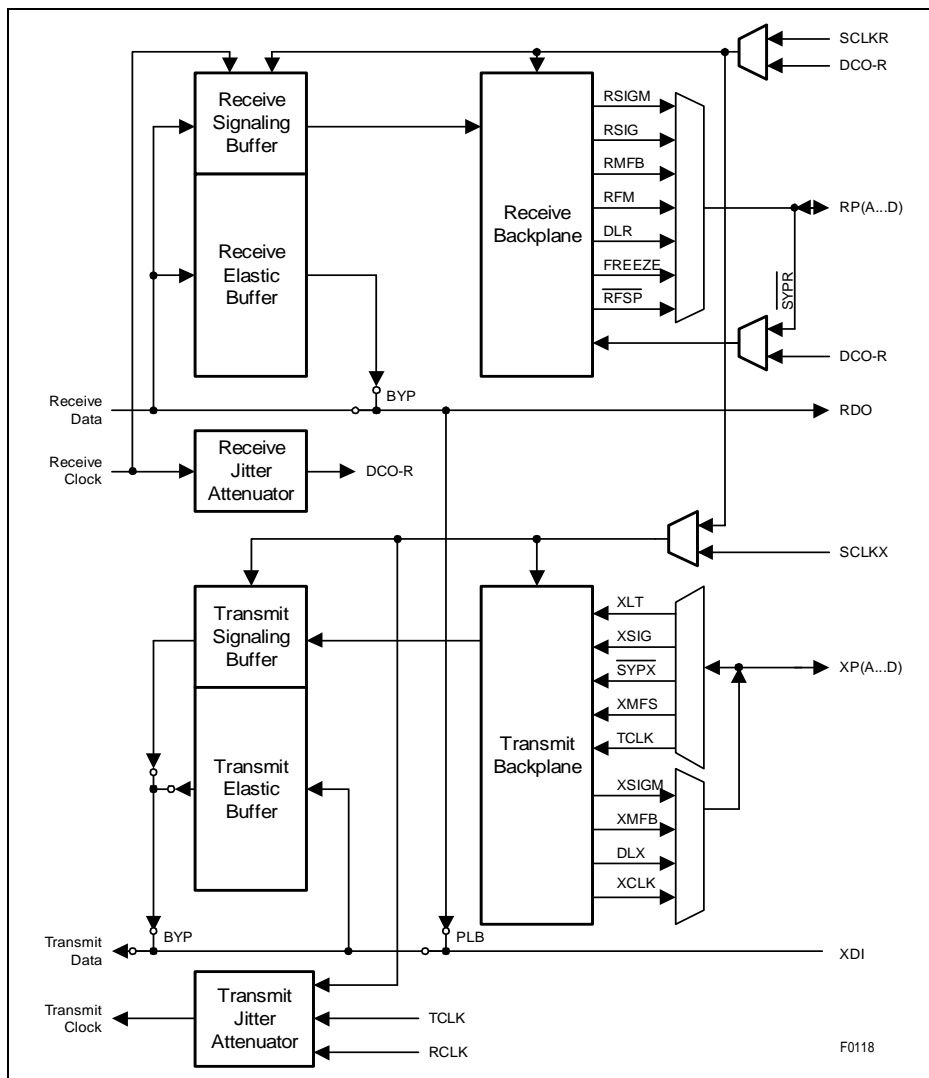 SCLKR
DCO-R
Receive
Signaling
Buffer
Receive
Elastic
Buffer
Receive
Backplane
RSIGM
RSIG
RMFB
RFM
DLR
FREEZE
RFSP
RP(A...D)
SYPR
DCO-R
BYP
Receive
Data
RDO
Receive
Clock
Receive
Jitter
Attenuator
DCO-R
SCLKX
Transmit
Signaling
Buffer
Transmit
Elastic
Buffer
Transmit
Backplane
XLT
XSIG
SYPX
XMFS
TCLK
XSIGM
XMFB
DLX
XCLK
XP(A...D)
BYP
PLB
Transmit
Data
XDI
Transmit
Clock
Transmit
Jitter
Attenuator
TCLK
RCLK
F0118